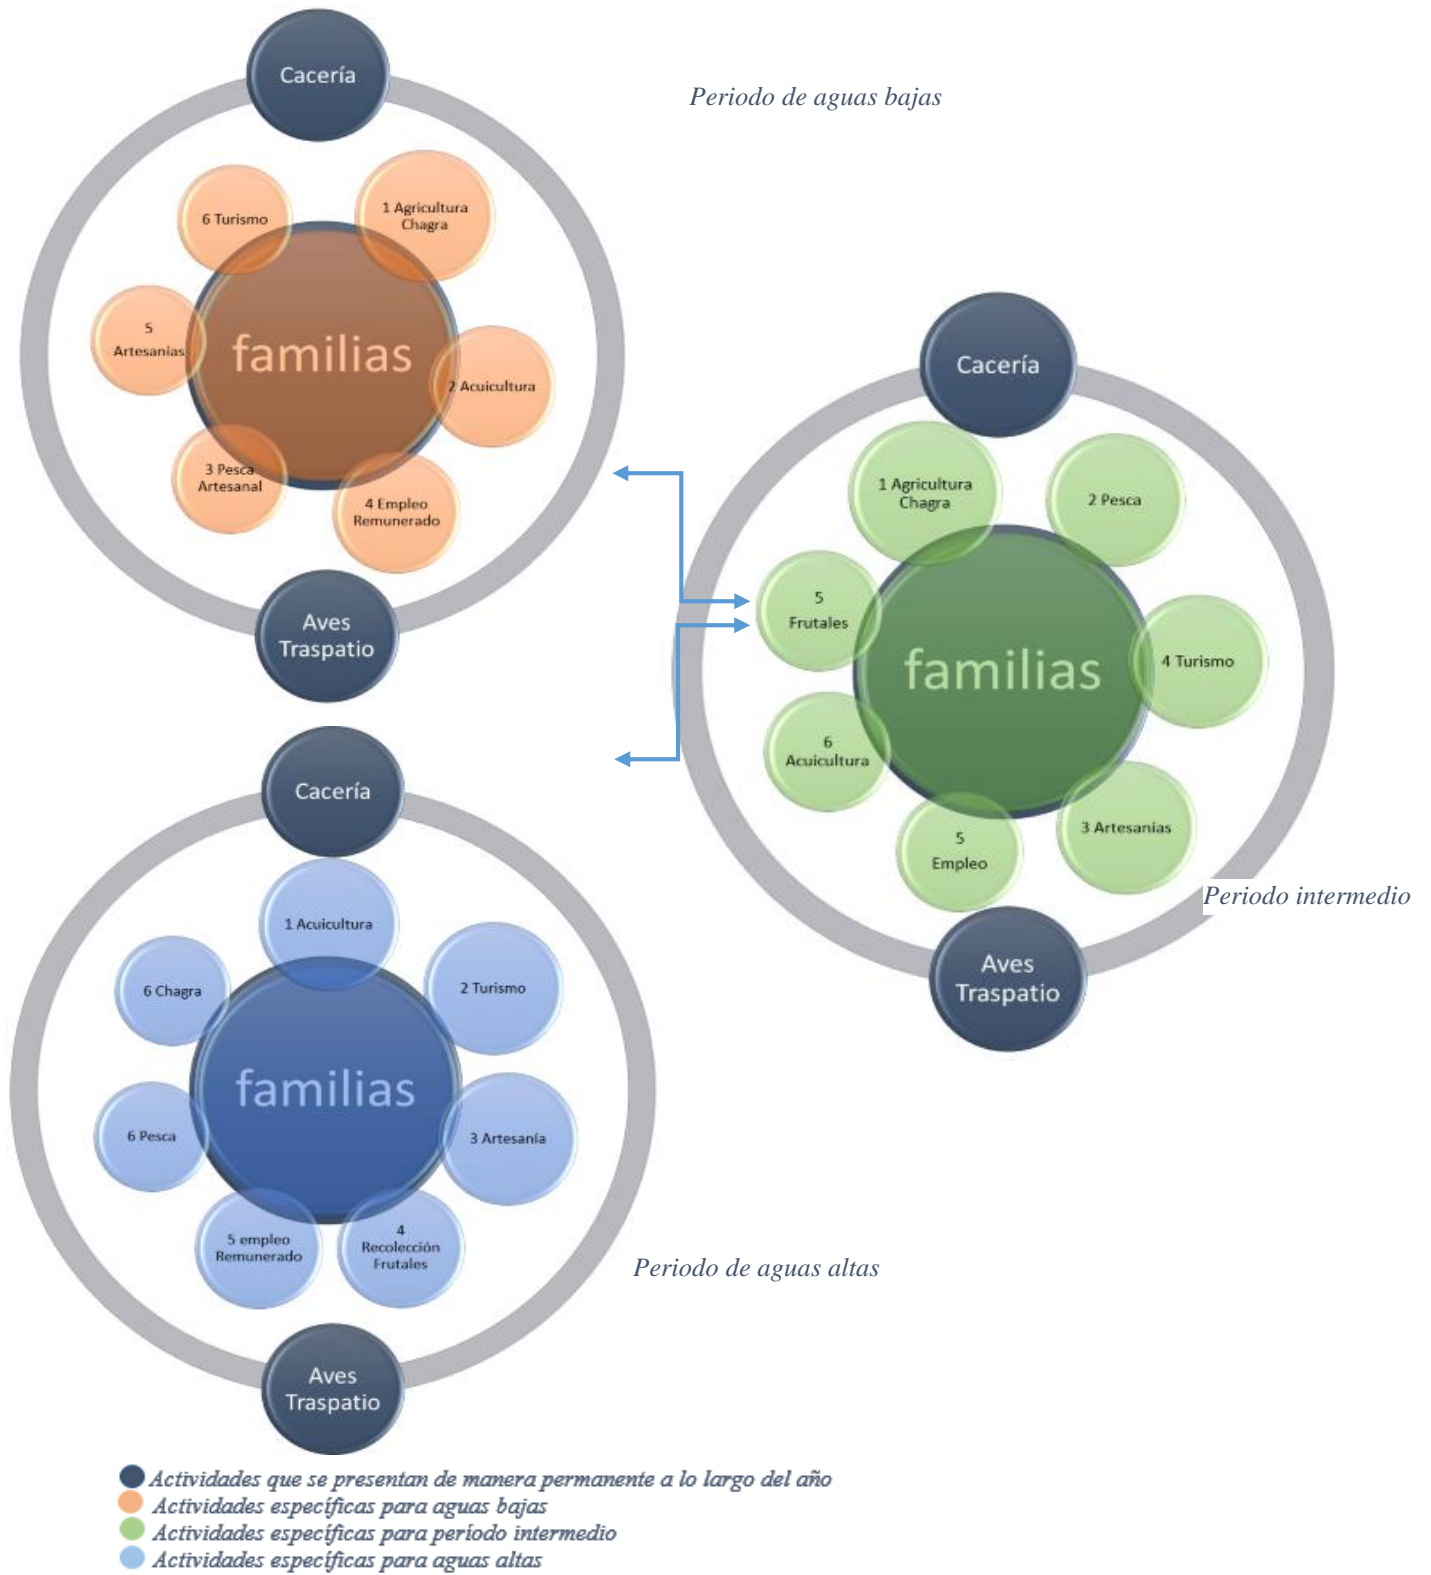 Cacería
Periodo de aguas bajas
6 Turismo
1 Agricultura
Chagra
5
Artesanías
familias
2 Acuicultura
3 Pesca
Artesanal
4 Empleo
Remunerado
Aves
Traspatio
Cacería
1 Agricultura
Chagra
2 Pesca
5
Frutales
familias
4 Turismo
6
Acuicultura
5
Empleo
3 Artesanías
Periodo intermedio
Aves
Traspatio
Cacería
1 Acuicultura
6 Chagra
2 Turismo
familias
6 Pesca
3 Artesanía
5 empleo
Remunerado
4
Recolección
Frutales
Periodo de aguas altas
Aves
Traspatio
Actividades que se presentan de manera permanente a lo largo del año
Actividades específicas para aguas bajas
Actividades específicas para período intermedio
Actividades específicas para aguas altas